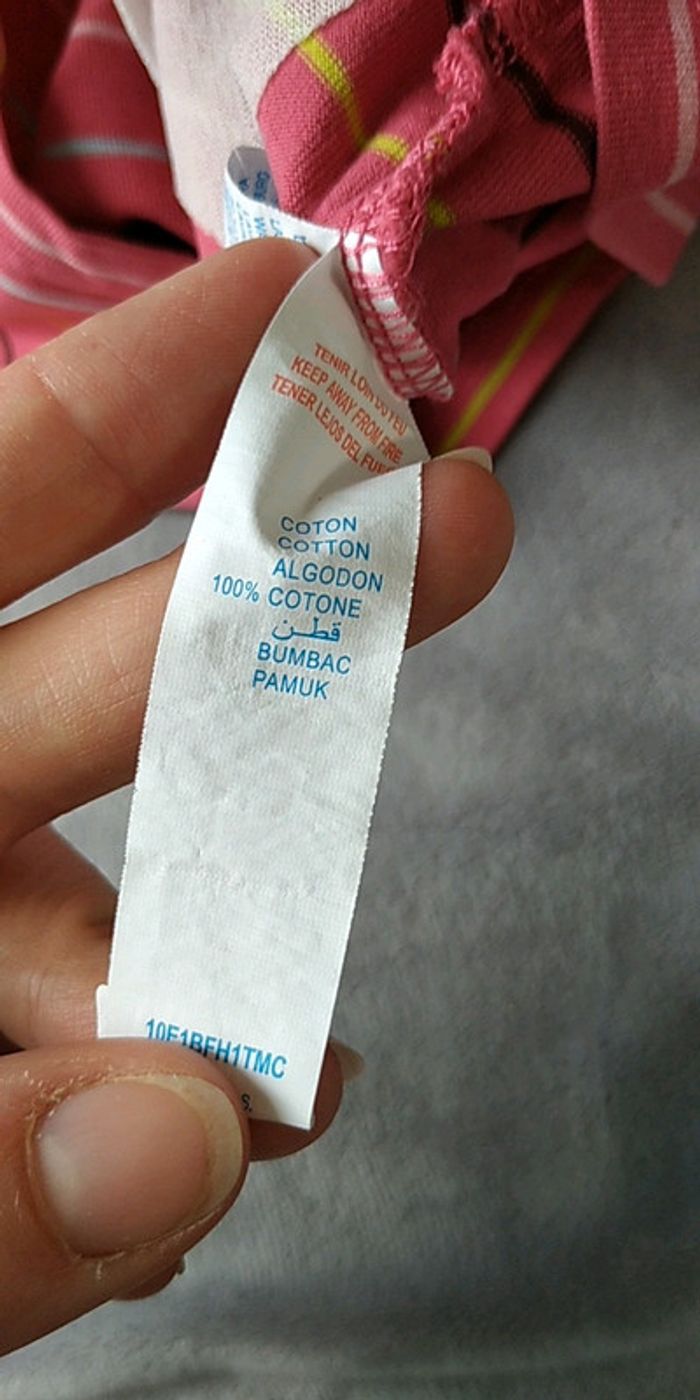 TENIR LOIN DU FEU
KEEP AWAY FROM FIRE
TENER LEJOS DEL
COTON
COTTON
ALGODON
100% COTONE
قطن
BUMBAC
PAMUK
10E1BFH1TMC
S.